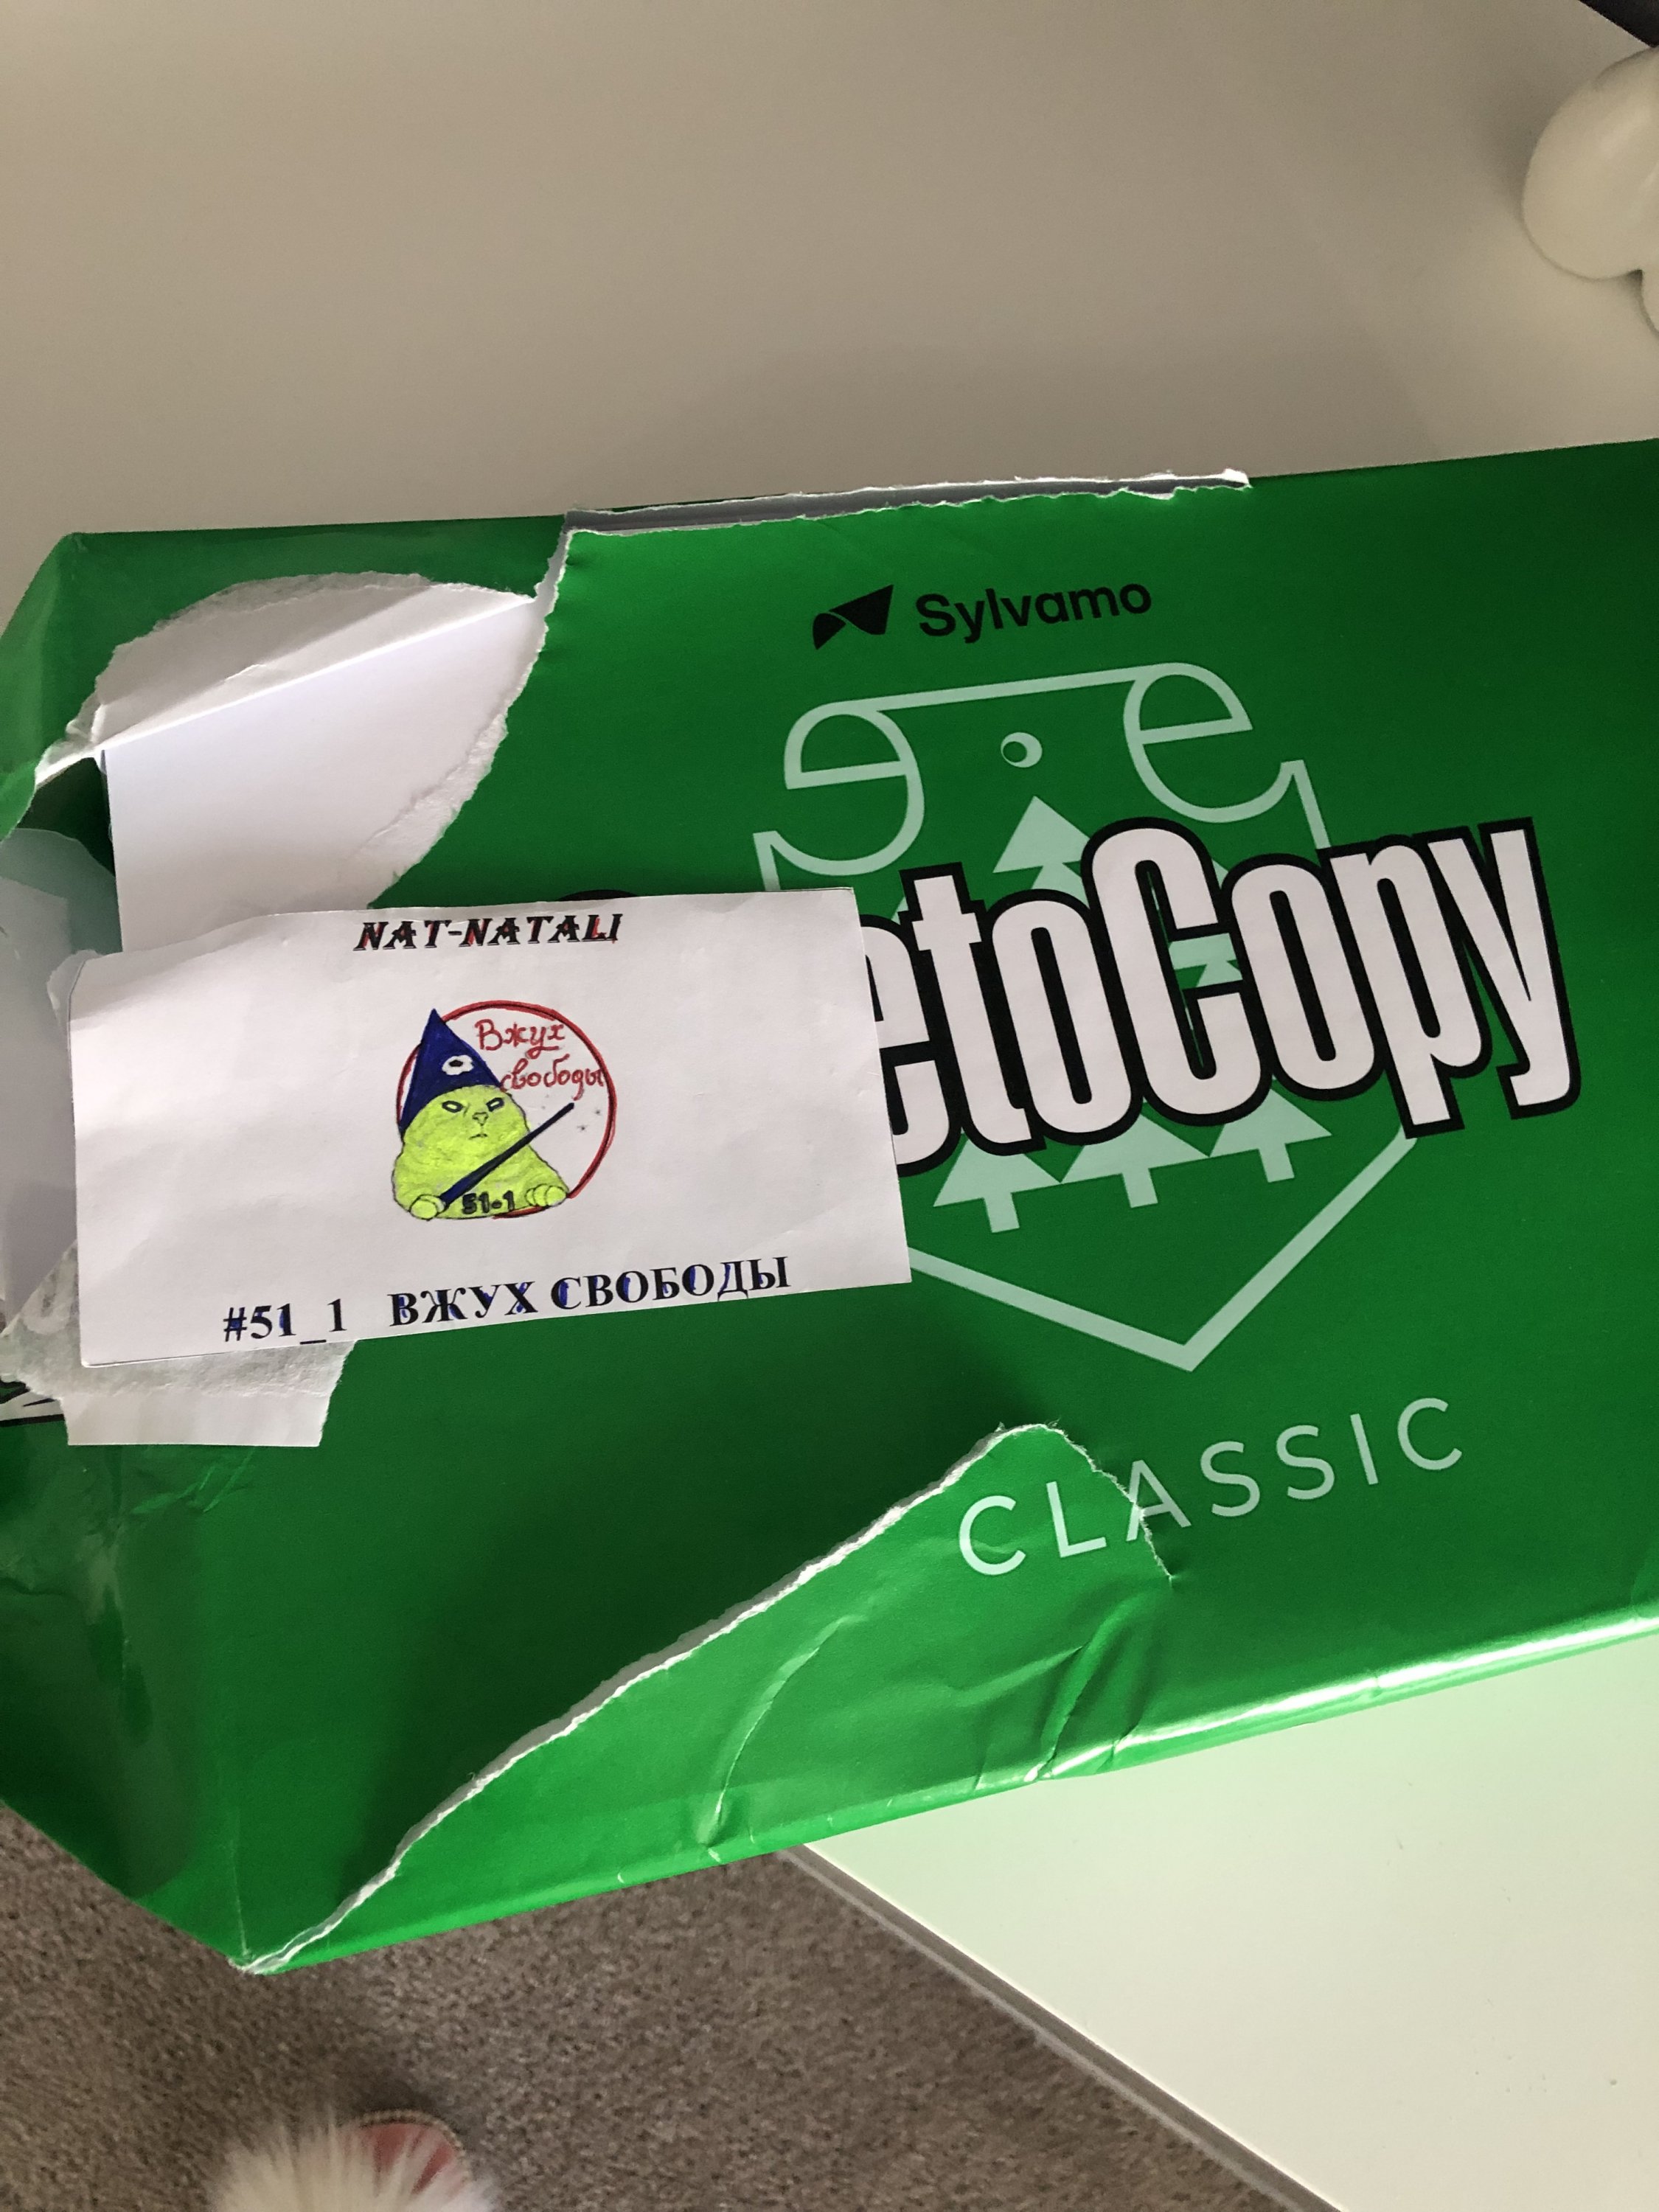 Sylvamo
etoCopy
CLASSIC
NAT-NATALI
Вжух
свободы
51-1
#51_1 ВЖУХ СВОБОДЫ